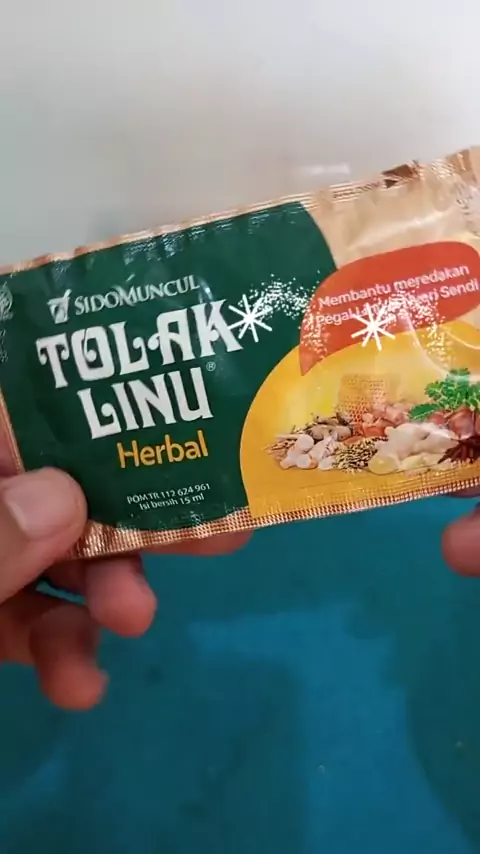 SIDOMUNCUL
TOLAK
LINU®
Herbal
POM TR 112 624 961
Isi bersih 15 ml
Membantu meredakan
Pegal Sendi